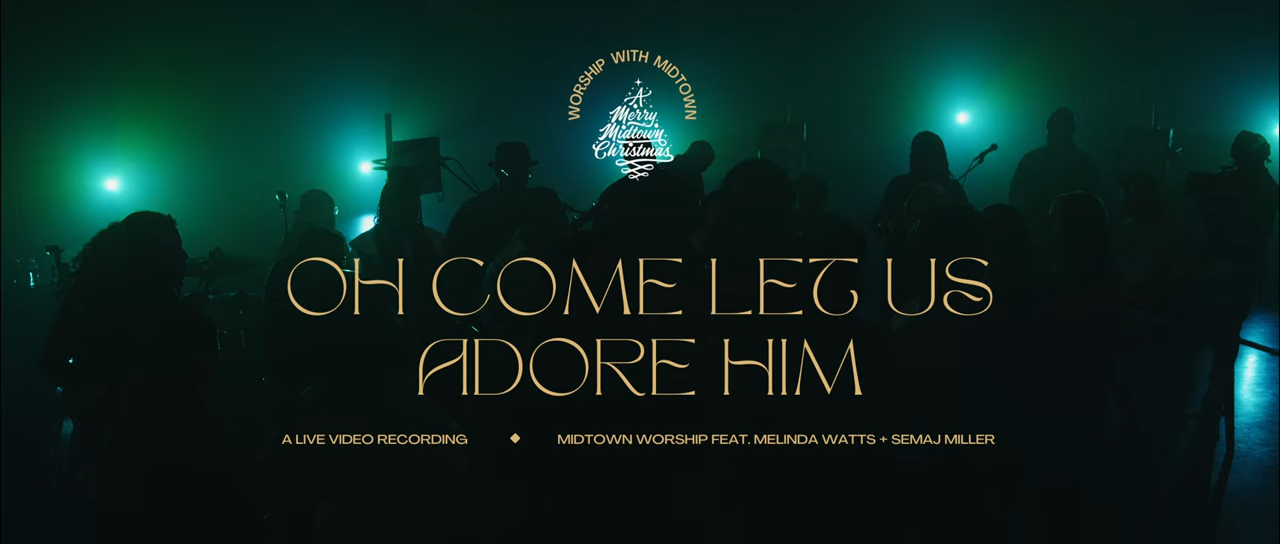 WORSHIP WITH MIDTOWN
A
Merry
Midtown
Christmas
OH COME LET US
ADORE HIM
A LIVE VIDEO RECORDING ◆ MIDTOWN WORSHIP FEAT. MELINDA WATTS + SEMAJ MILLER